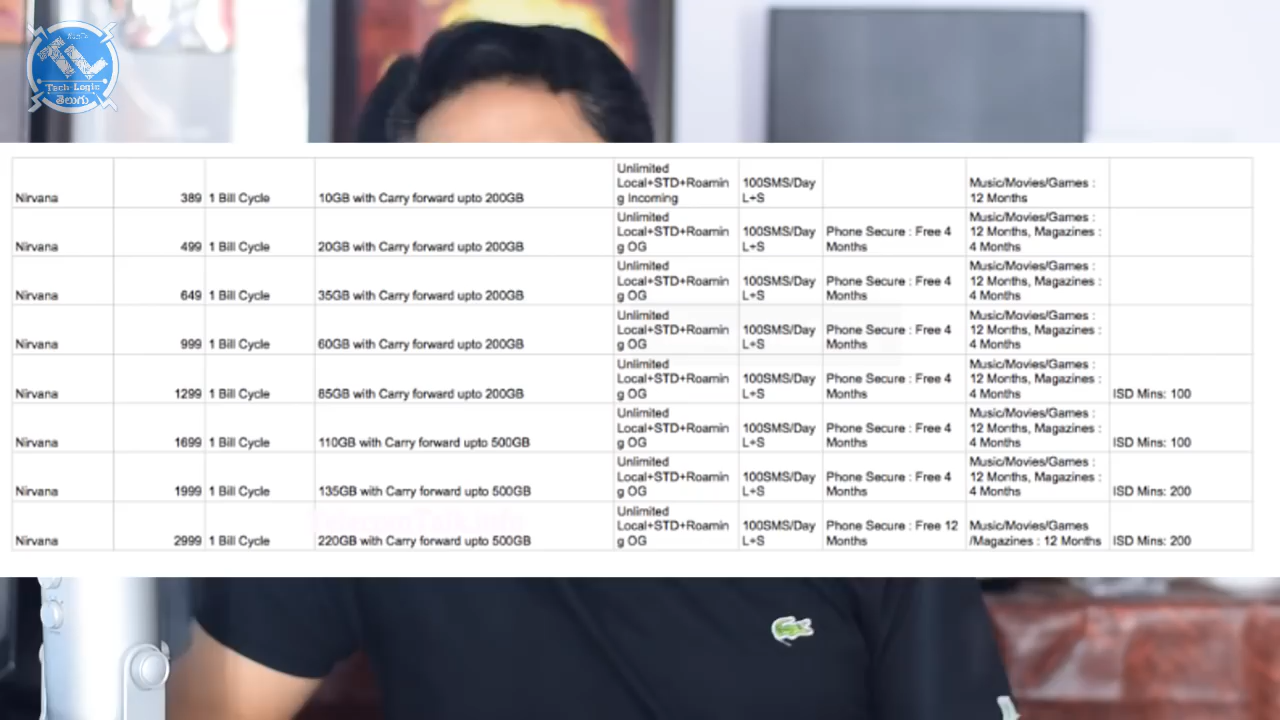 Tech-Logic
తెలుగు
Nirvana 389 1 Bill Cycle 10GB with Carry forward upto 200GB Unlimited Local+STD+Roaming Incoming 100SMS/Day L+S Music/Movies/Games : 12 Months
Nirvana 499 1 Bill Cycle 20GB with Carry forward upto 200GB Unlimited Local+STD+Roaming OG 100SMS/Day L+S Phone Secure : Free 4 Months Music/Movies/Games : 12 Months, Magazines : 4 Months
Nirvana 649 1 Bill Cycle 35GB with Carry forward upto 200GB Unlimited Local+STD+Roaming OG 100SMS/Day L+S Phone Secure : Free 4 Months Music/Movies/Games : 12 Months, Magazines : 4 Months
Nirvana 999 1 Bill Cycle 60GB with Carry forward upto 200GB Unlimited Local+STD+Roaming OG 100SMS/Day L+S Phone Secure : Free 4 Months Music/Movies/Games : 12 Months, Magazines : 4 Months
Nirvana 1299 1 Bill Cycle 85GB with Carry forward upto 200GB Unlimited Local+STD+Roaming OG 100SMS/Day L+S Phone Secure : Free 4 Months Music/Movies/Games : 12 Months, Magazines : 4 Months ISD Mins: 100
Nirvana 1699 1 Bill Cycle 110GB with Carry forward upto 500GB Unlimited Local+STD+Roaming OG 100SMS/Day L+S Phone Secure : Free 4 Months Music/Movies/Games : 12 Months, Magazines : 4 Months ISD Mins: 100
Nirvana 1999 1 Bill Cycle 135GB with Carry forward upto 500GB Unlimited Local+STD+Roaming OG 100SMS/Day L+S Phone Secure : Free 4 Months Music/Movies/Games : 12 Months, Magazines : 4 Months ISD Mins: 200
Nirvana 2999 1 Bill Cycle 220GB with Carry forward upto 500GB Unlimited Local+STD+Roaming OG 100SMS/Day L+S Phone Secure : Free 12 Months Music/Movies/Games /Magazines : 12 Months ISD Mins: 200